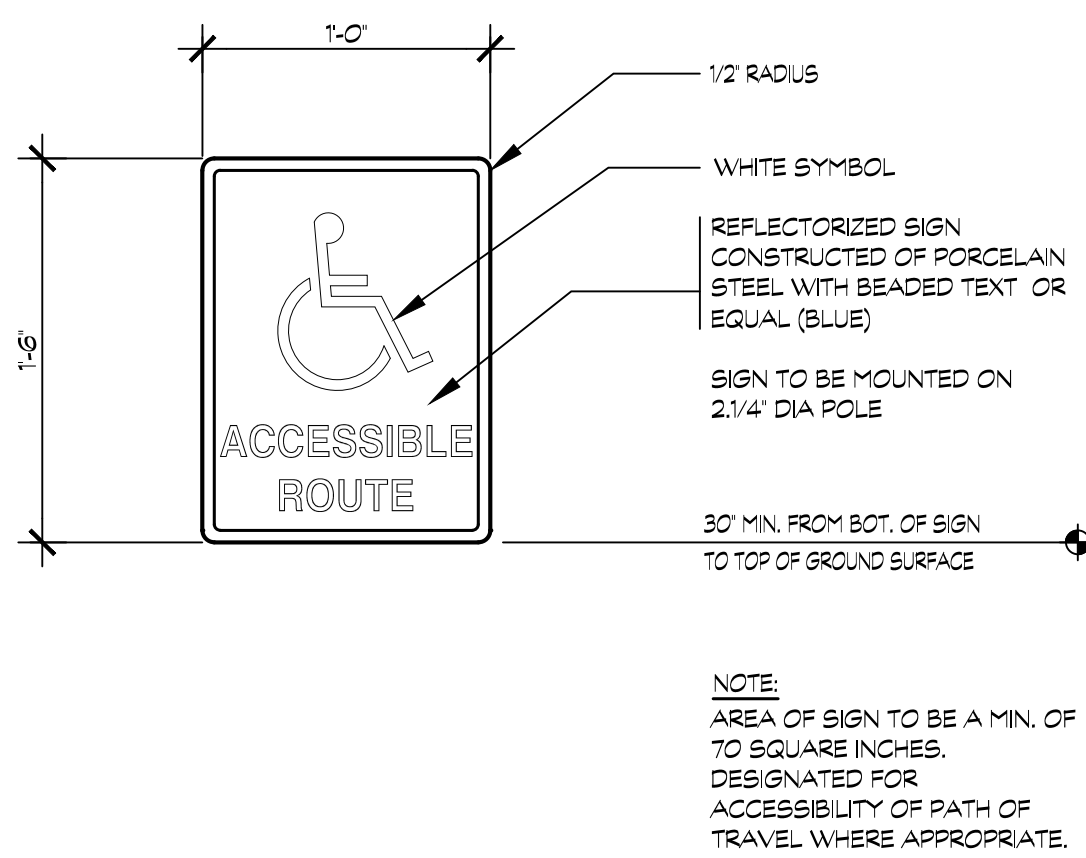 1'-0"
1/2" RADIUS
WHITE SYMBOL
REFLECTORIZED SIGN
CONSTRUCTED OF PORCELAIN
STEEL WITH BEADED TEXT OR
EQUAL (BLUE)
1'-6"
SIGN TO BE MOUNTED ON
2.1/4" DIA POLE
ACCESSIBLE
ROUTE
30" MIN. FROM BOT. OF SIGN
TO TOP OF GROUND SURFACE
NOTE:
AREA OF SIGN TO BE A MIN. OF
70 SQUARE INCHES.
DESIGNATED FOR
ACCESSIBILITY OF PATH OF
TRAVEL WHERE APPROPRIATE.